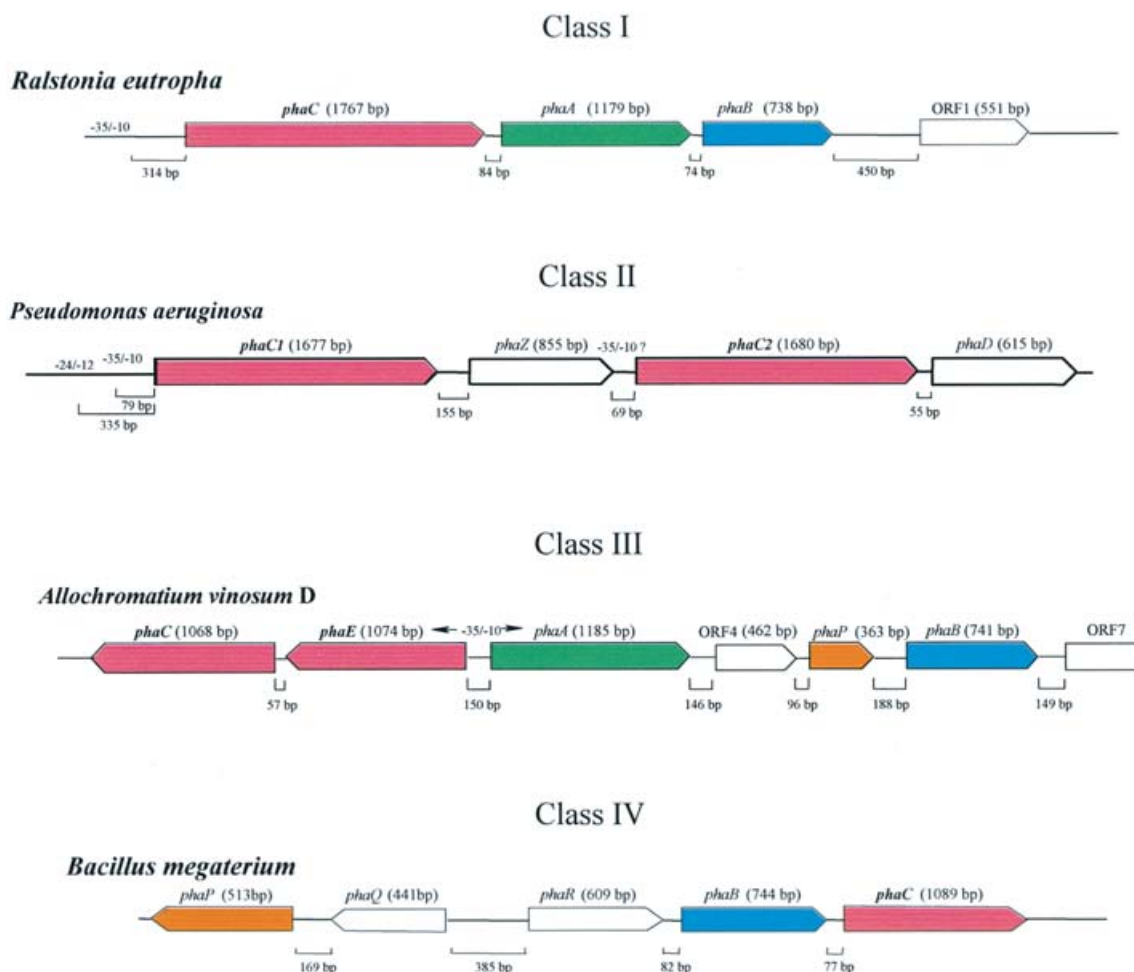 Class I
Ralstonia eutropha
phaC (1767 bp) phaA (1179 bp) phaB (738 bp) ORF1 (551 bp)
-35/-10
314 bp 84 bp 74 bp 450 bp
Class II
Pseudomonas aeruginosa
phaC1 (1677 bp) phaZ (855 bp) -35/-10 ? phaC2 (1680 bp) phaD (615 bp)
-24/-12 -35/-10
79 bp 155 bp 69 bp 55 bp
335 bp
Class III
Allochromatium vinosum D
phaC (1068 bp) phaE (1074 bp) -35/-10 phaA (1185 bp) ORF4 (462 bp) phaP (363 bp) phaB (741 bp) ORF7
57 bp 150 bp 146 bp 96 bp 188 bp 149 bp
Class IV
Bacillus megaterium
phaP (513bp) phaQ (441bp) phaR (609 bp) phaB (744 bp) phaC (1089 bp)
169 bp 385 bp 82 bp 77 bp